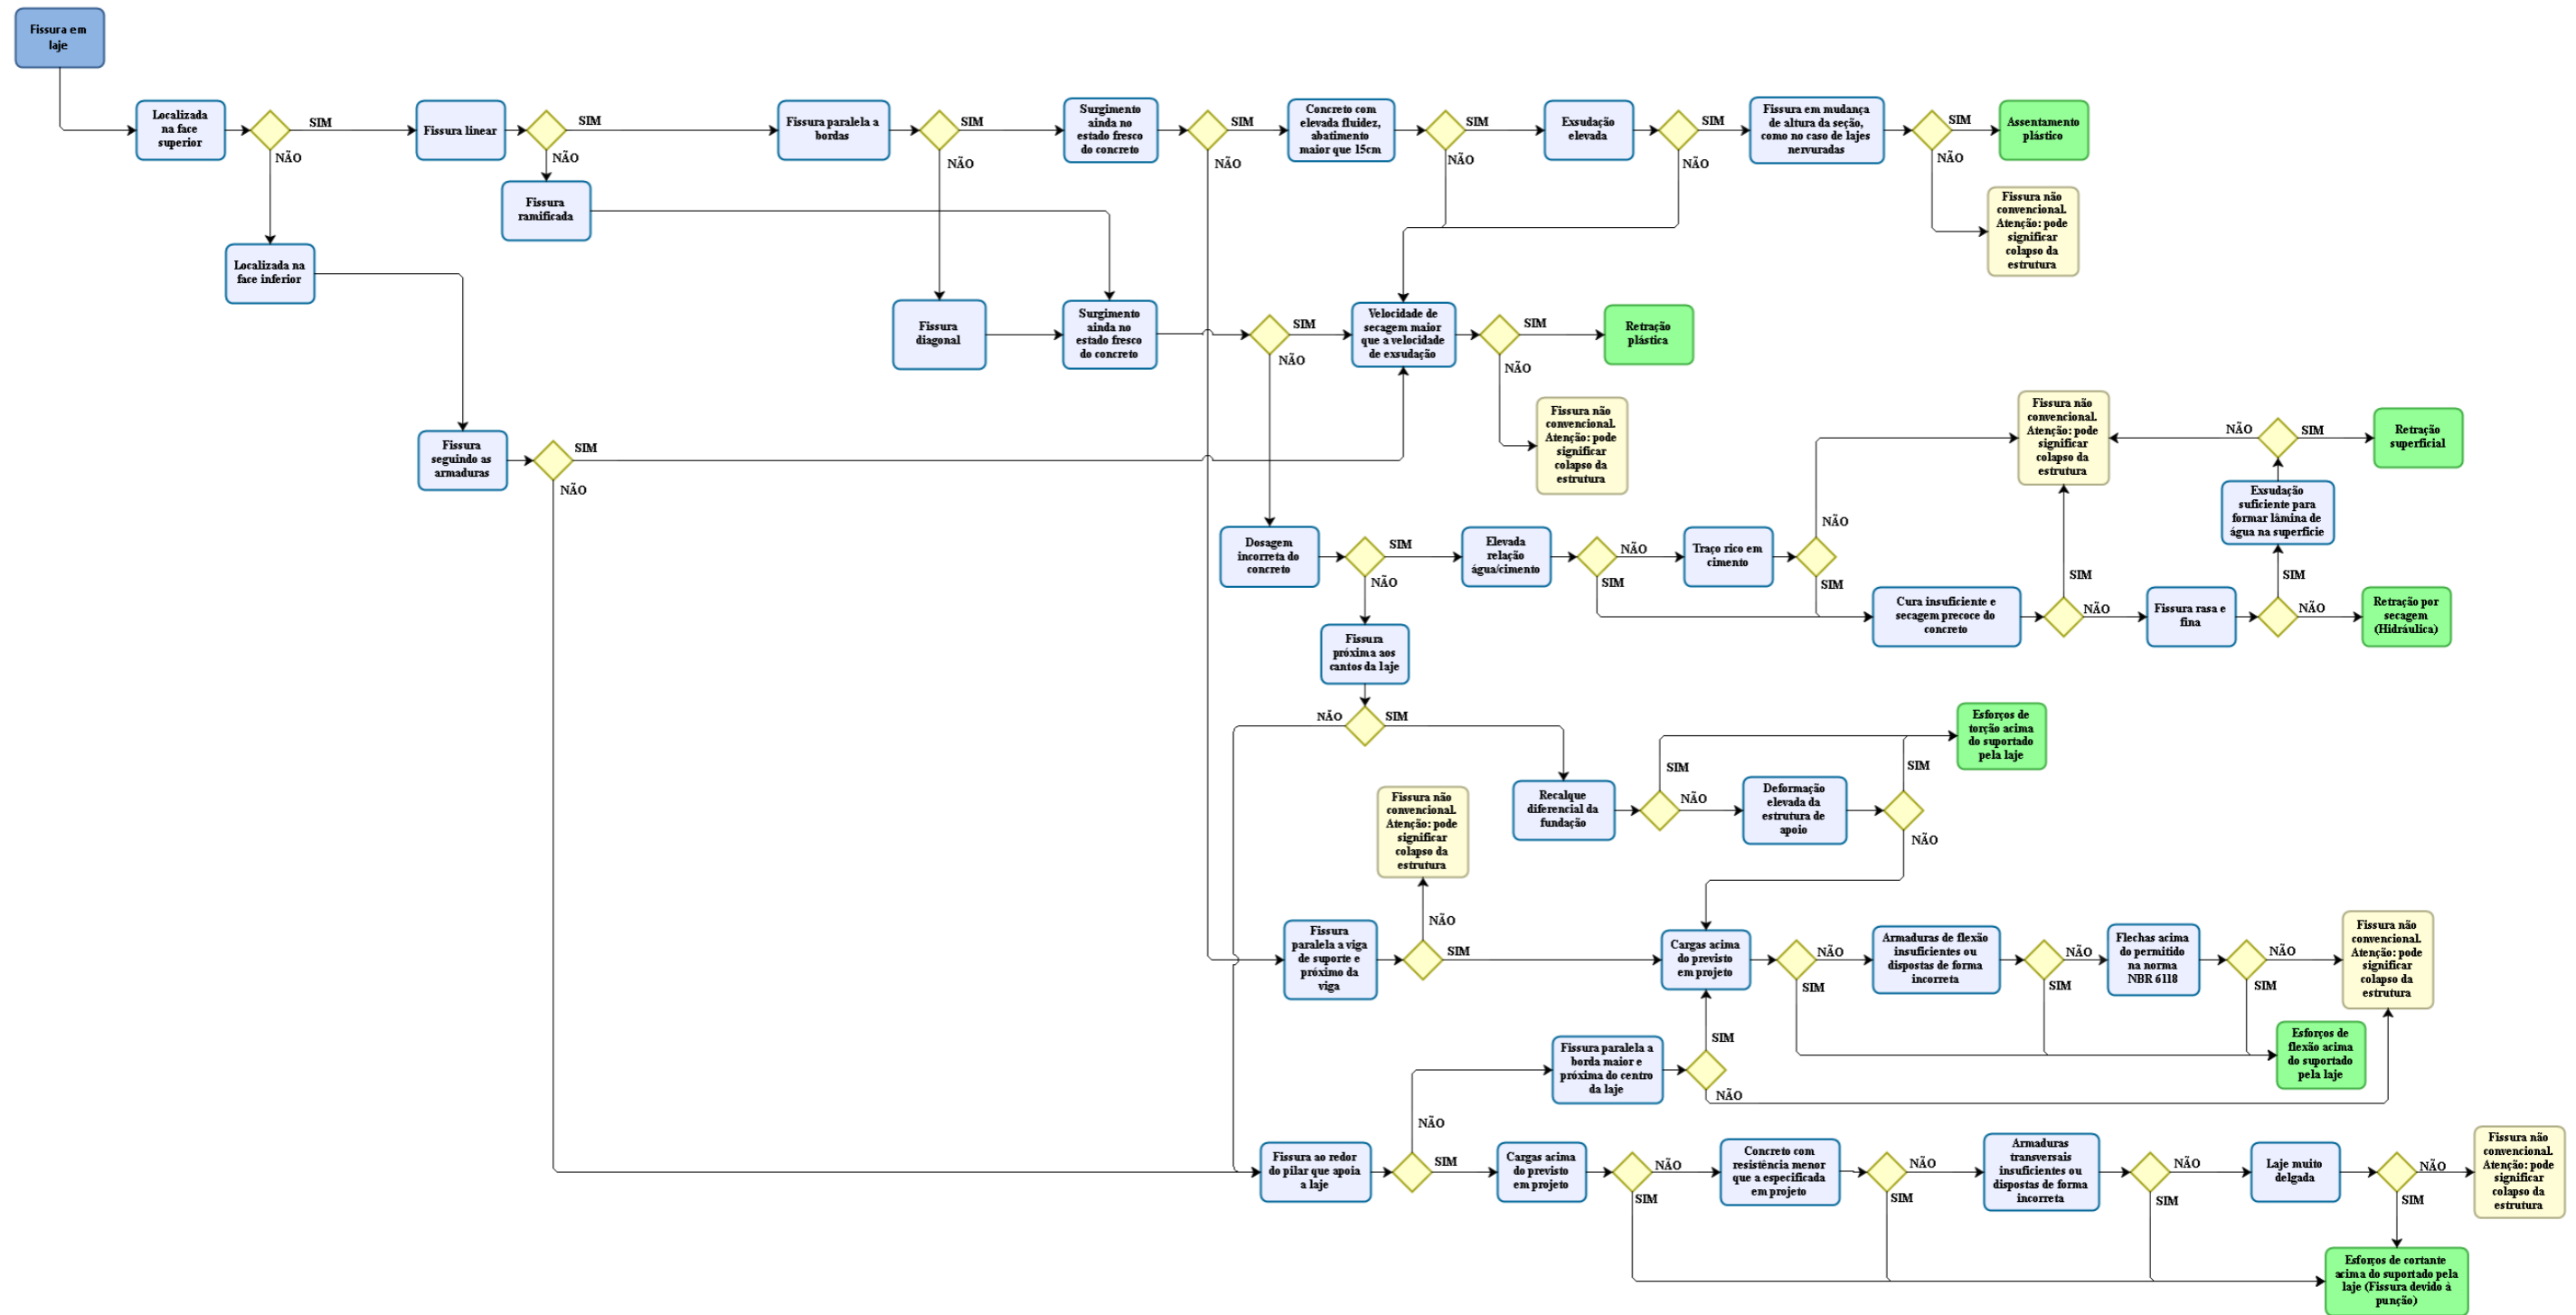 Fissura em
laje
Localizada
na face
superior
SIM
NÃO
Fissura linear
SIM
NÃO
Fissura paralela a
bordas
SIM
NÃO
Surgimento
ainda no
estado fresco
do concreto
SIM
NÃO
Concreto com
elevada fluidez,
abatimento
maior que 15cm
SIM
NÃO
Exsudação
elevada
SIM
NÃO
Fissura em mudança
de altura da seção,
como no caso de lajes
nervuradas
SIM
NÃO
Assentamento
plástico
Fissura
ramificada
Fissura não
convencional.
Atenção: pode
significar
colapso da
estrutura
Localizada na
face inferior
Fissura
diagonal
Surgimento
ainda no
estado fresco
do concreto
SIM
NÃO
Velocidade de
secagem maior
que a velocidade
de exsudação
SIM
NÃO
Retração
plástica
Fissura não
convencional.
Atenção: pode
significar
colapso da
estrutura
Fissura
seguindo as
armaduras
SIM
NÃO
Fissura não
convencional.
Atenção: pode
significar
colapso da
estrutura
NÃO
SIM
Retração
superficial
Exsudação
suficiente para
formar lâmina de
água na superfície
Dosagem
incorreta do
concreto
SIM
NÃO
Elevada
relação
água/cimento
NÃO
SIM
Traço rico em
cimento
NÃO
SIM
Cura insuficiente e
secagem precoce do
concreto
SIM
NÃO
Fissura rasa e
fina
SIM
NÃO
Retração por
secagem
(Hidráulica)
Fissura
próxima aos
cantos da laje
NÃO
SIM
Esforços de
torção acima
do suportado
pela laje
Recalque
diferencial da
fundação
SIM
NÃO
Deformação
elevada da
estrutura de
apoio
SIM
NÃO
Fissura não
convencional.
Atenção: pode
significar
colapso da
estrutura
Fissura
paralela a viga
de suporte e
próximo da
viga
NÃO
SIM
Cargas acima
do previsto
em projeto
NÃO
SIM
Armaduras de flexão
insuficientes ou
dispostas de forma
incorreta
NÃO
SIM
Flechas acima
do permitido
na norma
NBR 6118
NÃO
SIM
Fissura não
convencional.
Atenção: pode
significar
colapso da
estrutura
Esforços de
flexão acima
do suportado
pela laje
Fissura paralela a
borda maior e
próxima do centro
da laje
SIM
NÃO
Fissura ao redor
do pilar que apoia
a laje
NÃO
SIM
Cargas acima
do previsto
em projeto
NÃO
SIM
Concreto com
resistência menor
que a especificada
em projeto
NÃO
SIM
Armaduras
transversais
insuficientes ou
dispostas de forma
incorreta
NÃO
SIM
Laje muito
delgada
NÃO
SIM
Fissura não
convencional.
Atenção: pode
significar
colapso da
estrutura
Esforços de cortante
acima do suportado pela
laje (Fissura devido à
punção)